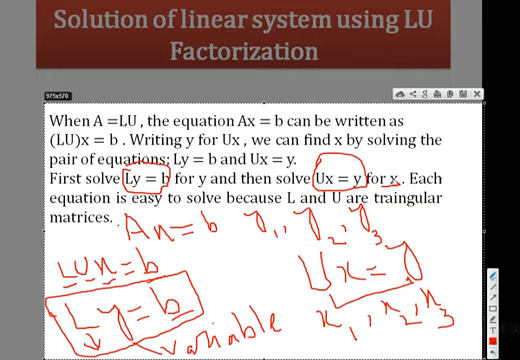 Solution of linear system using LU
Factorization
975x570
When A =LU, the equation Ax = b can be written as
(LU)x = b. Writing y for Ux, we can find x by solving the
pair of equations; Ly = b and Ux = y.
First solve Ly = b for y and then solve Ux = y for x. Each
equation is easy to solve because L and U are traingular
matrices.
Ax = b y1, y2, y3
LUx = b
Ux = y
Ly = b
x1, x2, x3
variable